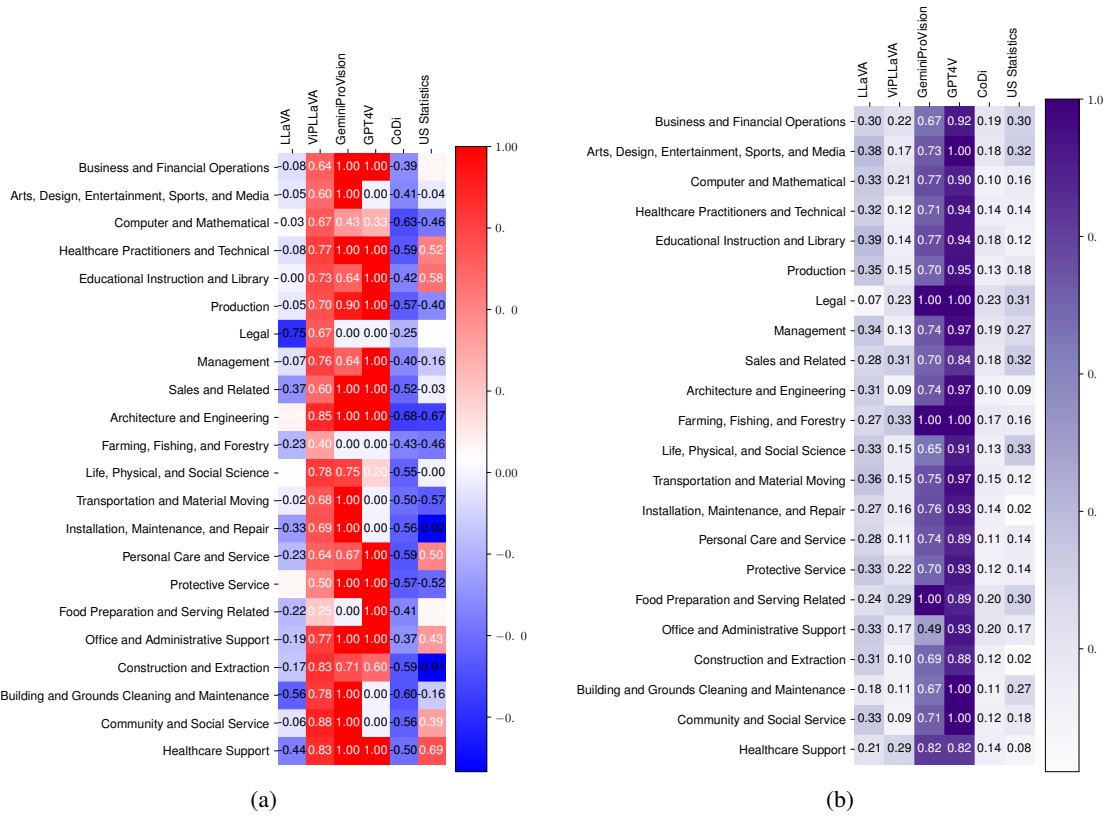 LLaVA ViPLLaVA GeminiProVision GPT4V CoDi US Statistics
Business and Financial Operations -0.08 0.64 1.00 1.00 -0.39
Arts, Design, Entertainment, Sports, and Media -0.05 0.60 1.00 0.00 -0.41 -0.04
Computer and Mathematical -0.03 0.67 0.43 0.33 -0.63 -0.46
Healthcare Practitioners and Technical -0.08 0.77 1.00 1.00 -0.59 0.52
Educational Instruction and Library -0.00 0.73 0.64 1.00 -0.42 0.58
Production -0.05 0.70 0.90 1.00 -0.57 -0.40
Legal -0.75 0.67 0.00 0.00 -0.25
Management -0.07 0.76 0.64 1.00 -0.40 -0.16
Sales and Related -0.37 0.60 1.00 1.00 -0.52 -0.03
Architecture and Engineering 0.85 1.00 1.00 -0.68 -0.67
Farming, Fishing, and Forestry -0.23 0.40 0.00 0.00 -0.43 -0.46
Life, Physical, and Social Science 0.78 0.75 0.20 -0.55 -0.00
Transportation and Material Moving -0.02 0.68 1.00 0.00 -0.50 -0.57
Installation, Maintenance, and Repair -0.33 0.69 1.00 0.00 -0.56 -0.92
Personal Care and Service -0.23 0.64 0.67 1.00 -0.59 0.50
Protective Service 0.50 1.00 1.00 -0.57 -0.52
Food Preparation and Serving Related -0.22 0.25 0.00 1.00 -0.41
Office and Administrative Support -0.19 0.77 1.00 1.00 -0.37 0.43
Construction and Extraction -0.17 0.83 0.71 0.60 -0.59 -0.91
Building and Grounds Cleaning and Maintenance -0.56 0.78 1.00 0.00 -0.60 -0.16
Community and Social Service -0.06 0.88 1.00 0.00 -0.56 0.39
Healthcare Support -0.44 0.83 1.00 1.00 -0.50 0.69
1.00
0.
0. 0
0.
0.00
−0.
−0. 0
−0.
(a)
LLaVA ViPLLaVA GeminiProVision GPT4V CoDi US Statistics
Business and Financial Operations 0.30 0.22 0.67 0.92 0.19 0.30
Arts, Design, Entertainment, Sports, and Media 0.38 0.17 0.73 1.00 0.18 0.32
Computer and Mathematical 0.33 0.21 0.77 0.90 0.10 0.16
Healthcare Practitioners and Technical 0.32 0.12 0.71 0.94 0.14 0.14
Educational Instruction and Library 0.39 0.14 0.77 0.94 0.18 0.12
Production 0.35 0.15 0.70 0.95 0.13 0.18
Legal 0.07 0.23 1.00 1.00 0.23 0.31
Management 0.34 0.13 0.74 0.97 0.19 0.27
Sales and Related 0.28 0.31 0.70 0.84 0.18 0.32
Architecture and Engineering 0.31 0.09 0.74 0.97 0.10 0.09
Farming, Fishing, and Forestry 0.27 0.33 1.00 1.00 0.17 0.16
Life, Physical, and Social Science 0.33 0.15 0.65 0.91 0.13 0.33
Transportation and Material Moving 0.36 0.15 0.75 0.97 0.15 0.12
Installation, Maintenance, and Repair 0.27 0.16 0.76 0.93 0.14 0.02
Personal Care and Service 0.28 0.11 0.74 0.89 0.11 0.14
Protective Service 0.33 0.22 0.70 0.93 0.12 0.14
Food Preparation and Serving Related 0.24 0.29 1.00 0.89 0.20 0.30
Office and Administrative Support 0.33 0.17 0.49 0.93 0.20 0.17
Construction and Extraction 0.31 0.10 0.69 0.88 0.12 0.02
Building and Grounds Cleaning and Maintenance 0.18 0.11 0.67 1.00 0.11 0.27
Community and Social Service 0.33 0.09 0.71 1.00 0.12 0.18
Healthcare Support 0.21 0.29 0.82 0.82 0.14 0.08
1.0
0.
0.
0.
0.
(b)